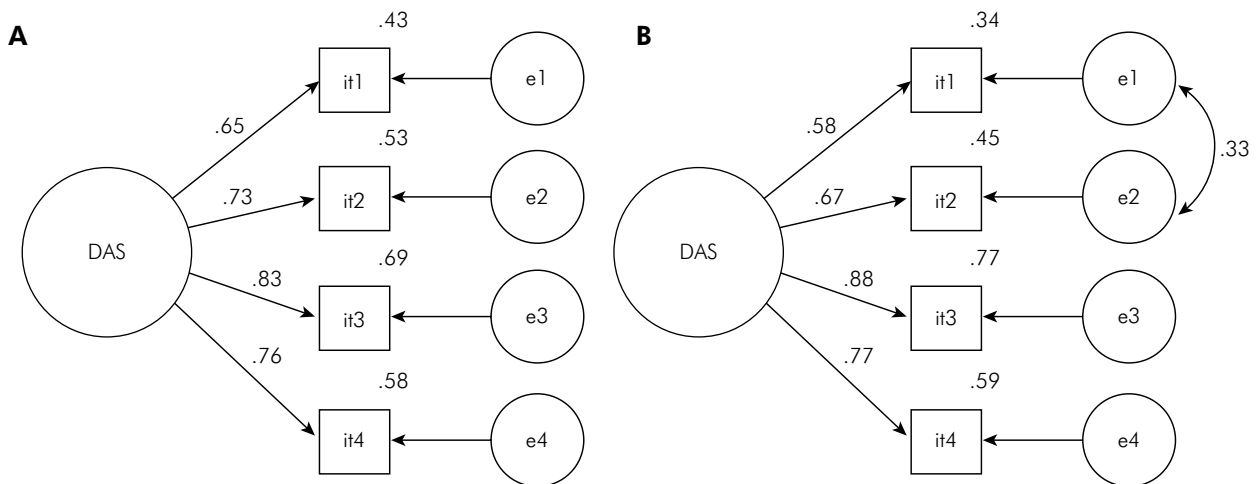 A
.43
it1
e1
.65
.53
it2
e2
.73
DAS
.69
.83
it3
e3
.76
.58
it4
e4
B
.34
it1
e1
.58
.45
.33
it2
e2
.67
DAS
.77
.88
it3
e3
.77
.59
it4
e4